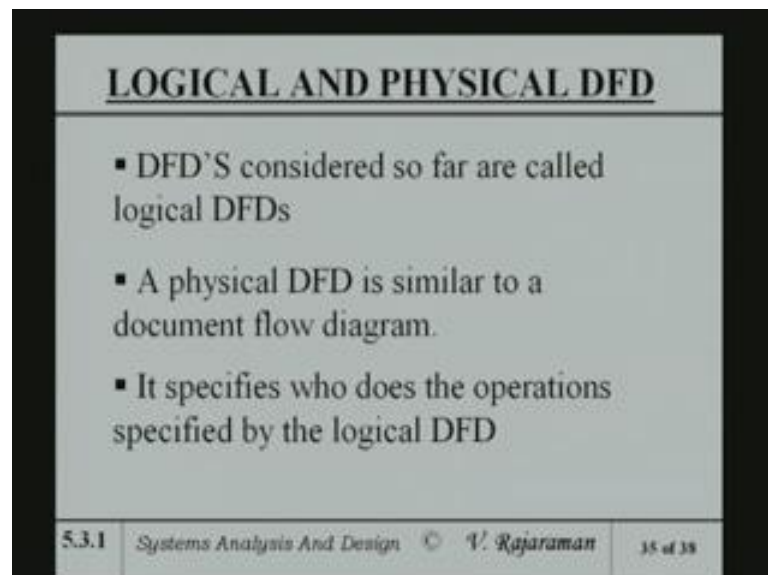 LOGICAL AND PHYSICAL DFD
▪ DFD'S considered so far are called
logical DFDs
▪ A physical DFD is similar to a
document flow diagram.
▪ It specifies who does the operations
specified by the logical DFD
5.3.1 Systems Analysis And Design © V. Rajaraman 35 of 38